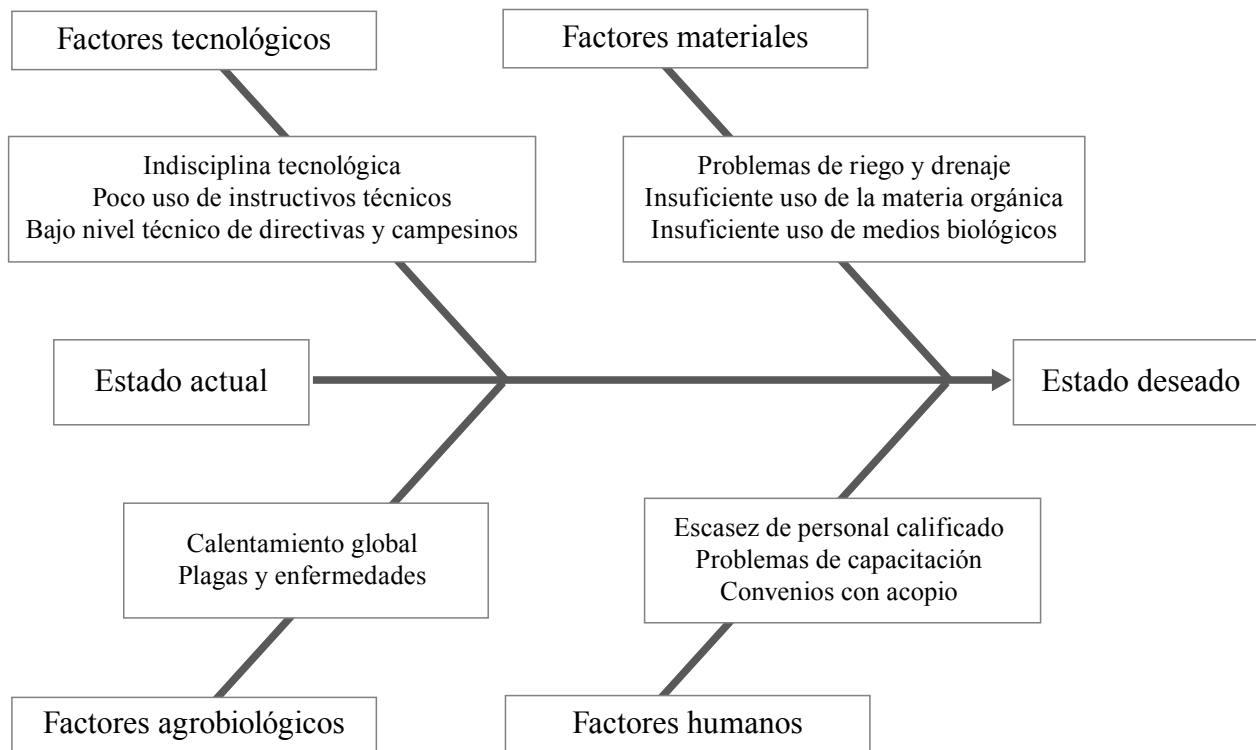 Factores tecnológicos
Factores materiales
Indisciplina tecnológica
Poco uso de instructivos técnicos
Bajo nivel técnico de directivas y campesinos
Problemas de riego y drenaje
Insuficiente uso de la materia orgánica
Insuficiente uso de medios biológicos
Estado actual
Estado deseado
Calentamiento global
Plagas y enfermedades
Escasez de personal calificado
Problemas de capacitación
Convenios con acopio
Factores agrobiológicos
Factores humanos